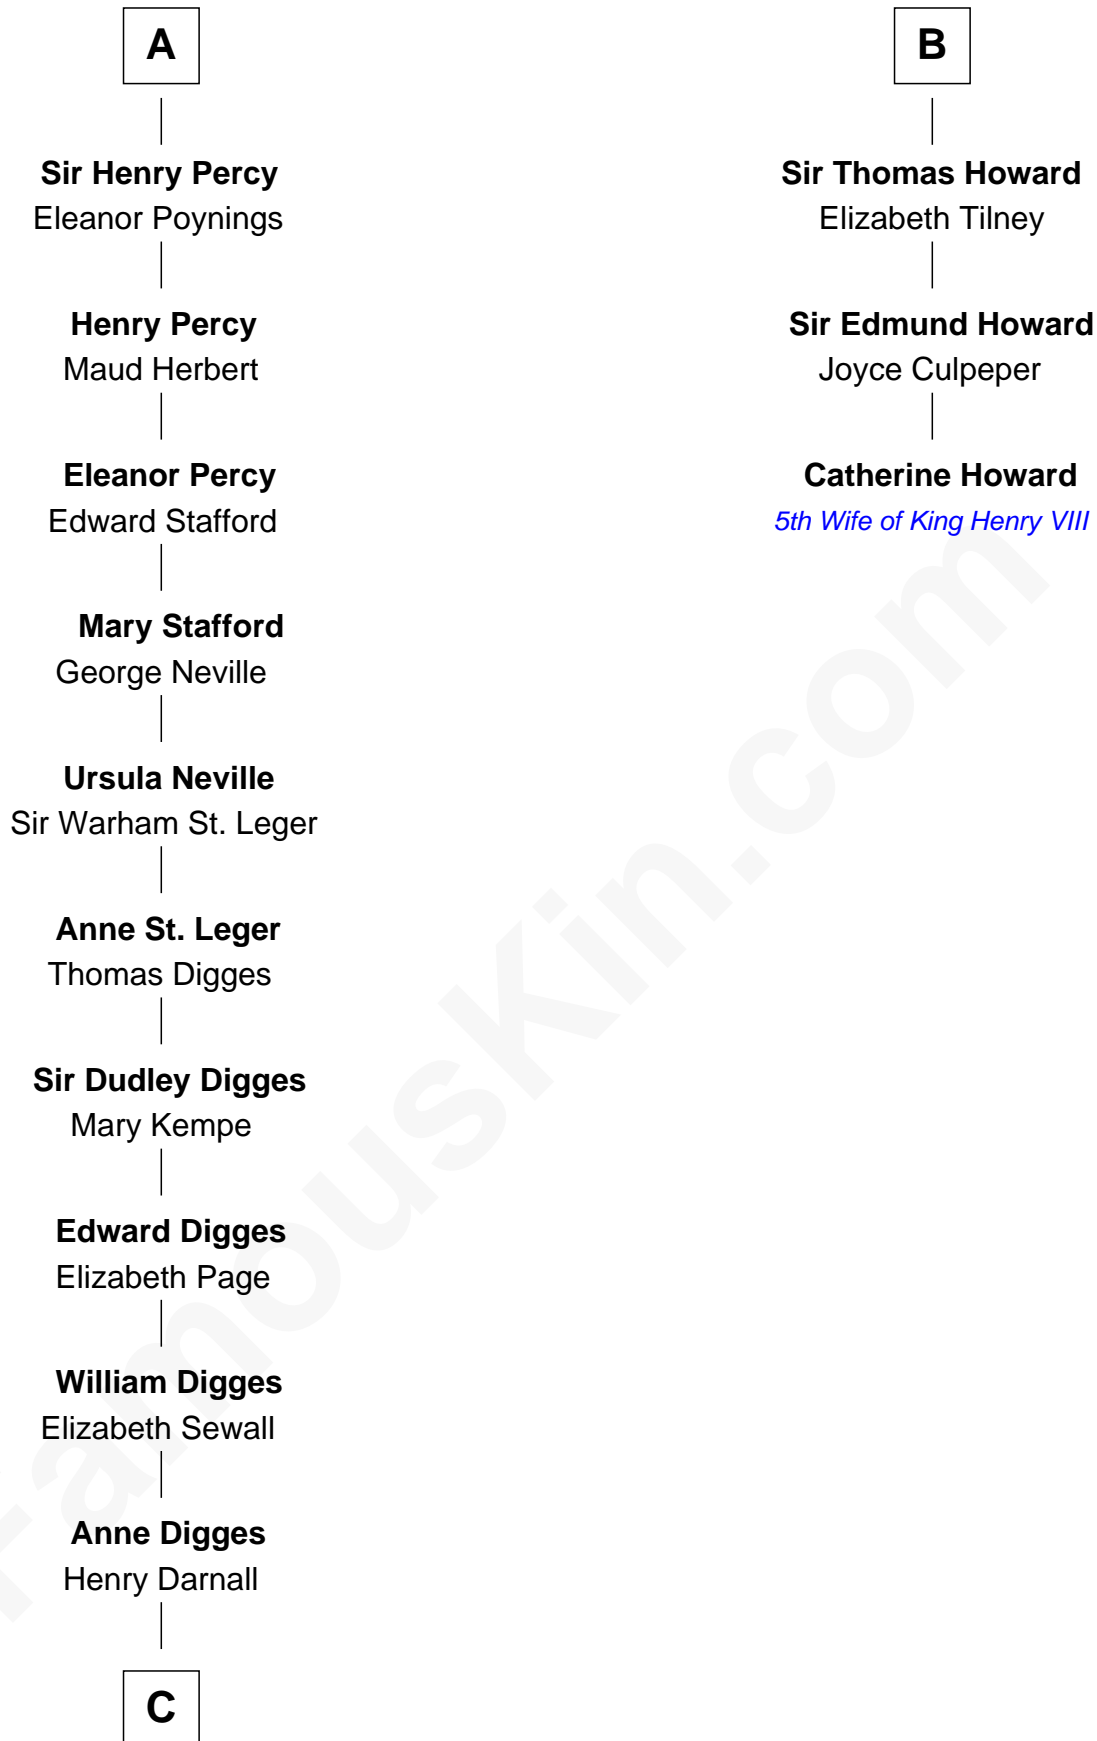 A
Sir Henry Percy
Eleanor Poynings
Henry Percy
Maud Herbert
Eleanor Percy
Edward Stafford
Mary Stafford
George Neville
Ursula Neville
Sir Warham St. Leger
Anne St. Leger
Thomas Digges
Sir Dudley Digges
Mary Kempe
Edward Digges
Elizabeth Page
William Digges
Elizabeth Sewall
Anne Digges
Henry Darnall
C
B
Sir Thomas Howard
Elizabeth Tilney
Sir Edmund Howard
Joyce Culpeper
Catherine Howard
5th Wife of King Henry VIII
FamousKin.com